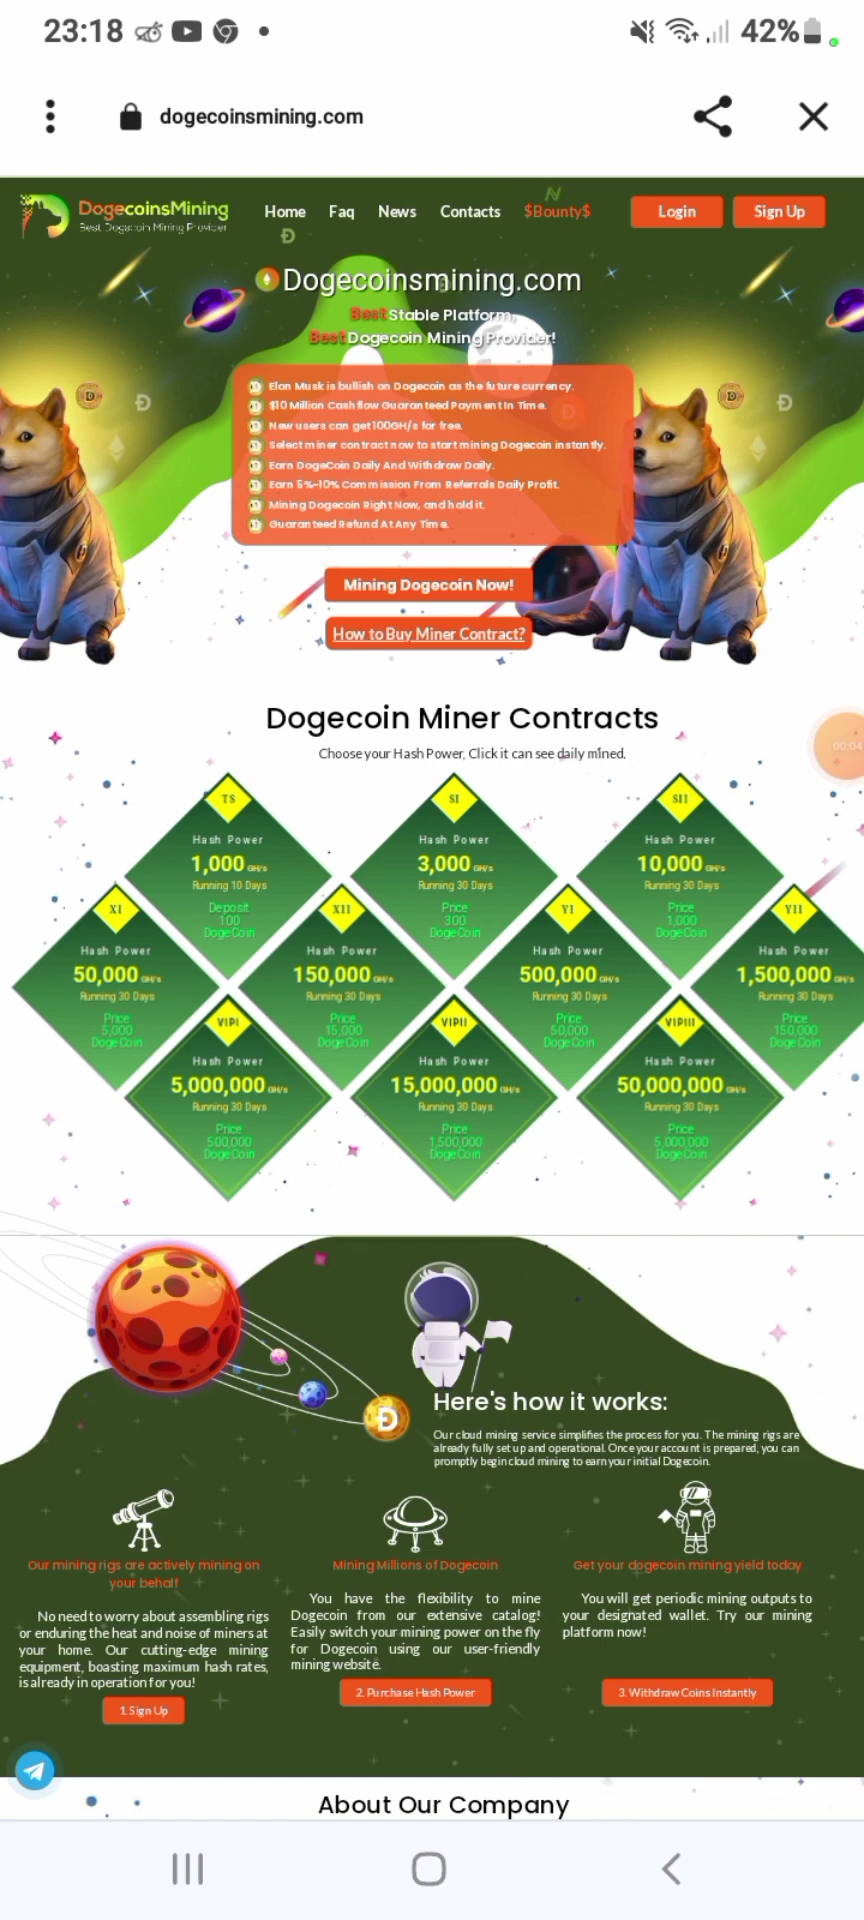 23:18
42%
dogecoinsmining.com
DogecoinsMining
Best Dogecoin Mining Provider
Home Faq News Contacts $Bounty$ Login Sign Up
Dogecoinsmining.com
Best Stable Platform,
Best Dogecoin Mining Provider!
Elon Musk is bullish on Dogecoin as the future currency.
$10 Million Cash flow Guaranteed Payment In Time.
New users can get 100GH/s for free.
Select miner contract now to start mining Dogecoin instantly.
Earn DogeCoin Daily And Withdraw Daily.
Earn 5%-10% Commission From Referrals Daily Profit.
Mining Dogecoin Right Now, and hold it.
Guaranteed Refund At Any Time.
Mining Dogecoin Now!
How to Buy Miner Contract?
Dogecoin Miner Contracts
Choose your Hash Power, Click it can see daily mined.
00:04
TS
Hash Power
1,000 GH/s
Running 10 Days
Deposit
100
DogeCoin
SI
Hash Power
3,000 GH/s
Running 30 Days
Price
300
DogeCoin
SII
Hash Power
10,000 GH/s
Running 30 Days
Price
1,000
DogeCoin
XI
Hash Power
50,000 GH/s
Running 30 Days
Price
5,000
DogeCoin
XII
Hash Power
150,000 GH/s
Running 30 Days
Price
15,000
DogeCoin
YI
Hash Power
500,000 GH/s
Running 30 Days
Price
50,000
DogeCoin
YII
Hash Power
1,500,000 GH/s
Running 30 Days
Price
150,000
DogeCoin
VIPI
Hash Power
5,000,000 GH/s
Running 30 Days
Price
500,000
DogeCoin
VIPII
Hash Power
15,000,000 GH/s
Running 30 Days
Price
1,500,000
DogeCoin
VIPIII
Hash Power
50,000,000 GH/s
Running 30 Days
Price
5,000,000
DogeCoin
Here's how it works:
Our cloud mining service simplifies the process for you. The mining rigs are
already fully set up and operational. Once your account is prepared, you can
promptly begin cloud mining to earn your initial Dogecoin.
Our mining rigs are actively mining on
your behalf
No need to worry about assembling rigs
or enduring the heat and noise of miners at
your home. Our cutting-edge mining
equipment, boasting maximum hash rates,
is already in operation for you!
1. Sign Up
Mining Millions of Dogecoin
You have the flexibility to mine
Dogecoin from our extensive catalog!
Easily switch your mining power on the fly
for Dogecoin using our user-friendly
mining website.
2. Purchase Hash Power
Get your dogecoin mining yield today
You will get periodic mining outputs to
your designated wallet. Try our mining
platform now!
3. Withdraw Coins Instantly
About Our Company